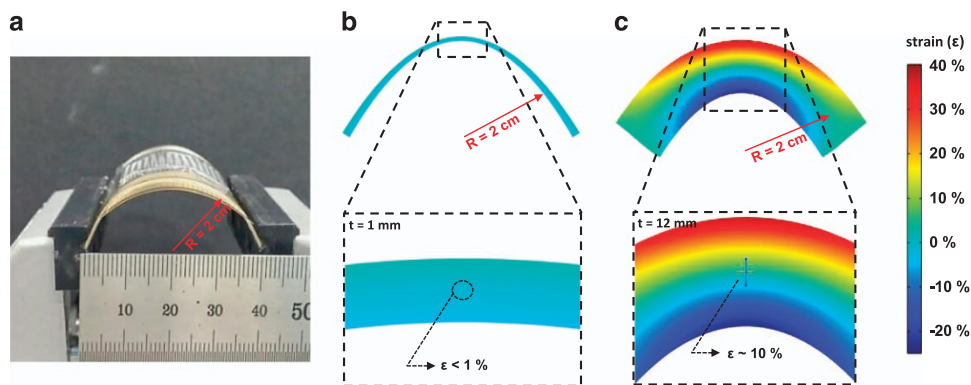 a
R = 2 cm
10 20 30 40 50
b
R = 2 cm
t = 1 mm
ε < 1 %
c
R = 2 cm
t = 12 mm
ε ~ 10 %
strain (ε)
40 %
30 %
20 %
10 %
0 %
-10 %
-20 %